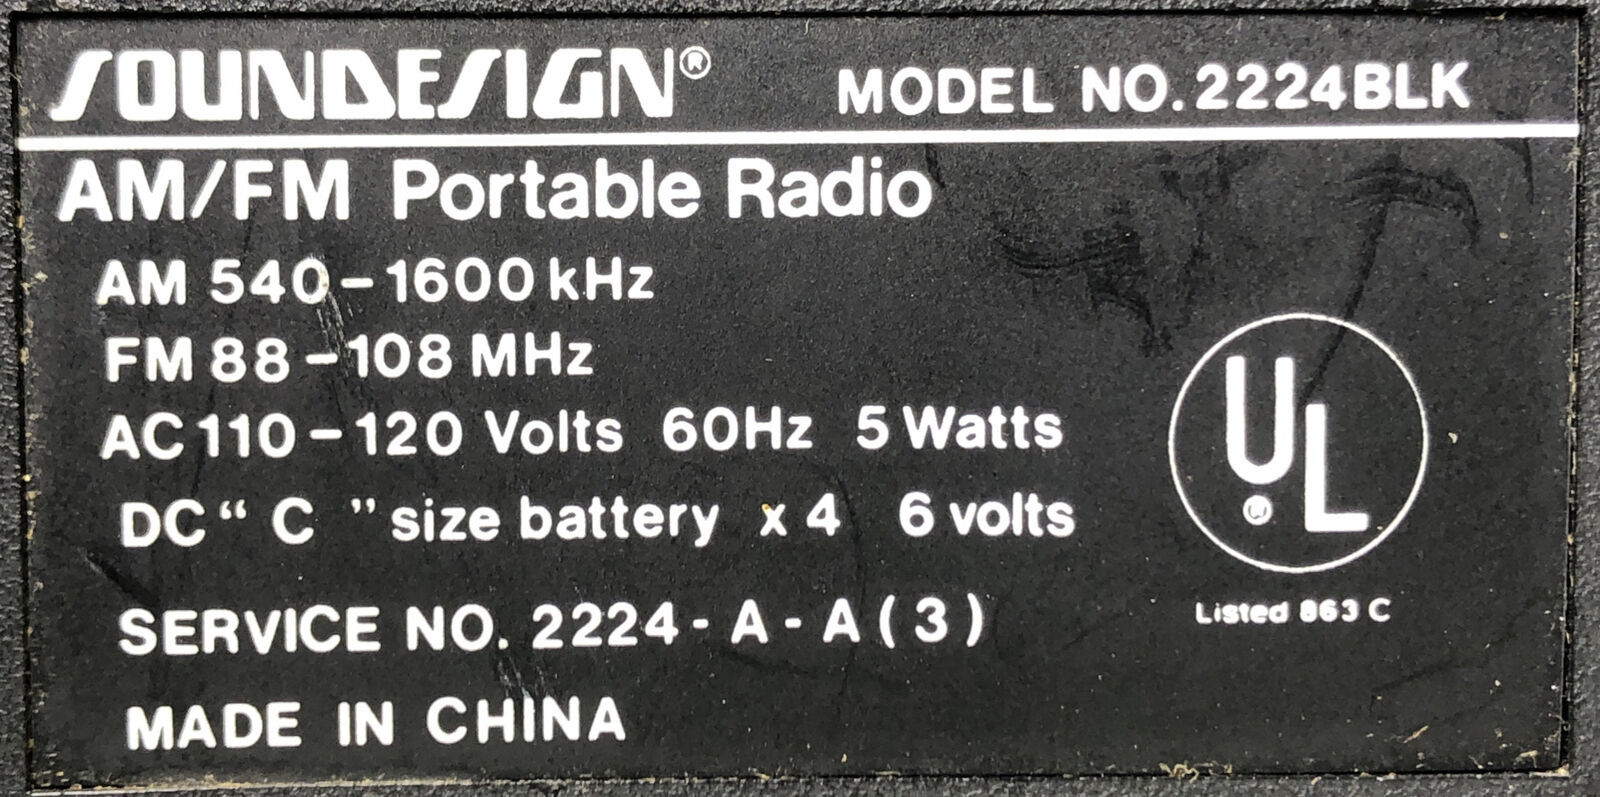 SOUNDESIGN® MODEL NO. 2224BLK
AM/FM Portable Radio
AM 540-1600 kHz
FM 88-108 MHz
AC 110-120 Volts 60Hz 5 Watts
DC “ C ” size battery x 4 6 volts
UL
®
Listed 863 C
SERVICE NO. 2224-A-A(3)
MADE IN CHINA